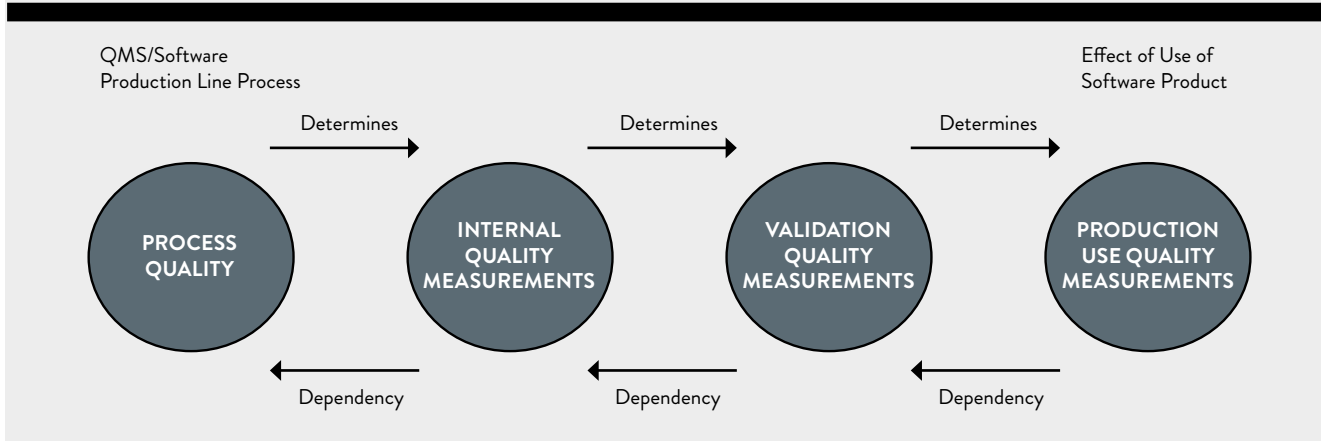 QMS/Software
Production Line Process
Effect of Use of
Software Product
Determines
Determines
Determines
PROCESS
QUALITY
INTERNAL
QUALITY
MEASUREMENTS
VALIDATION
QUALITY
MEASUREMENTS
PRODUCTION
USE QUALITY
MEASUREMENTS
Dependency
Dependency
Dependency